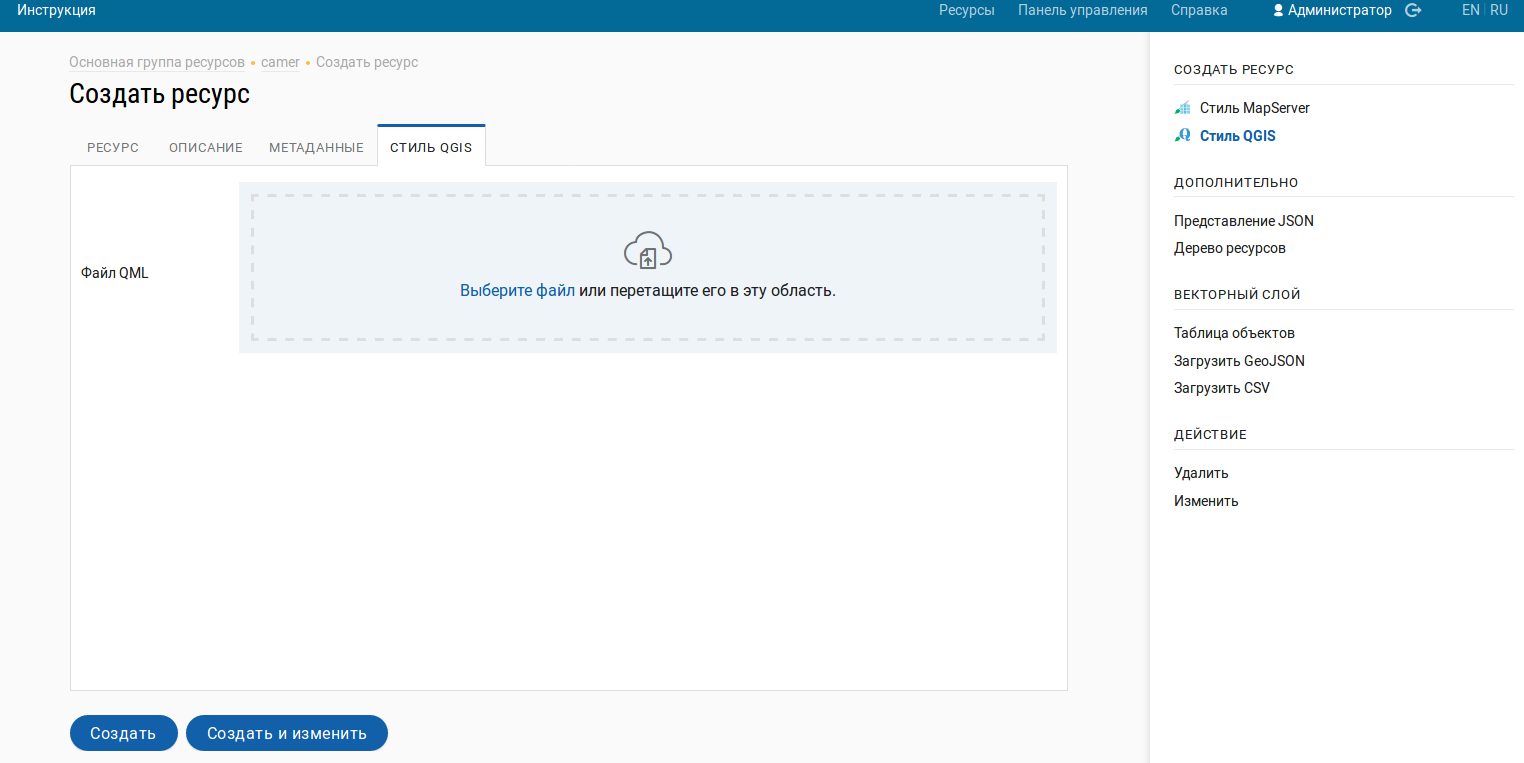 Инструкция
Ресурсы Панель управления Справка Администратор EN RU
Основная группа ресурсов • camer • Создать ресурс
Создать ресурс
РЕСУРС ОПИСАНИЕ МЕТАДАННЫЕ СТИЛЬ QGIS
Файл QML
Выберите файл или перетащите его в эту область.
Создать Создать и изменить
СОЗДАТЬ РЕСУРС
Стиль MapServer
Стиль QGIS
ДОПОЛНИТЕЛЬНО
Представление JSON
Дерево ресурсов
ВЕКТОРНЫЙ СЛОЙ
Таблица объектов
Загрузить GeoJSON
Загрузить CSV
ДЕЙСТВИЕ
Удалить
Изменить